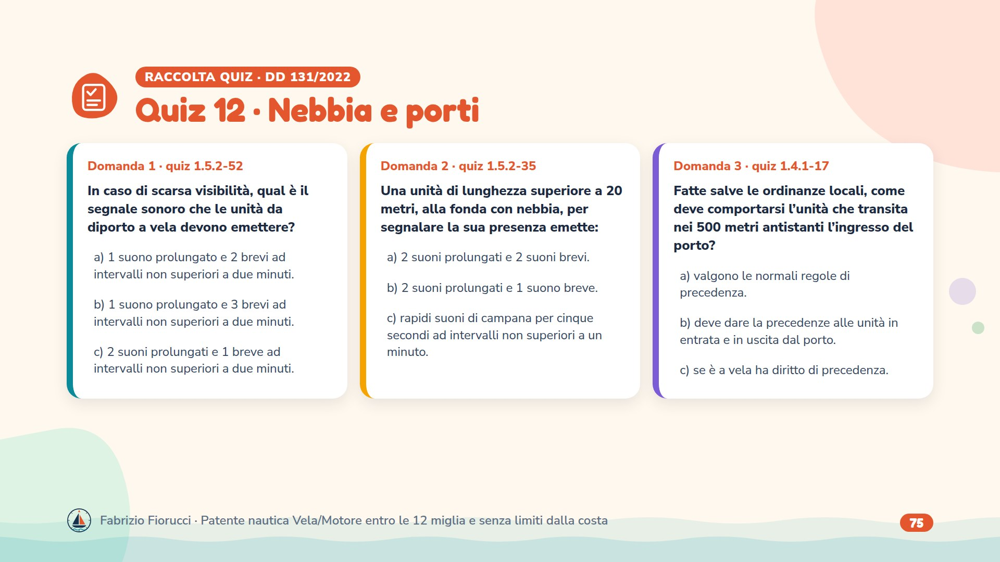 RACCOLTA QUIZ · DD 131/2022
Quiz 12 · Nebbia e porti
Domanda 1 · quiz 1.5.2-52
In caso di scarsa visibilità, qual è il
segnale sonoro che le unità da
diporto a vela devono emettere?
a) 1 suono prolungato e 2 brevi ad
intervalli non superiori a due minuti.
b) 1 suono prolungato e 3 brevi ad
intervalli non superiori a due minuti.
c) 2 suoni prolungati e 1 breve ad
intervalli non superiori a due minuti.
Domanda 2 · quiz 1.5.2-35
Una unità di lunghezza superiore a 20
metri, alla fonda con nebbia, per
segnalare la sua presenza emette:
a) 2 suoni prolungati e 2 suoni brevi.
b) 2 suoni prolungati e 1 suono breve.
c) rapidi suoni di campana per cinque
secondi ad intervalli non superiori a un
minuto.
Domanda 3 · quiz 1.4.1-17
Fatte salve le ordinanze locali, come
deve comportarsi l’unità che transita
nei 500 metri antistanti l’ingresso del
porto?
a) valgono le normali regole di
precedenza.
b) deve dare la precedenze alle unità in
entrata e in uscita dal porto.
c) se è a vela ha diritto di precedenza.
Fabrizio Fiorucci · Patente nautica Vela/Motore entro le 12 miglia e senza limiti dalla costa
75